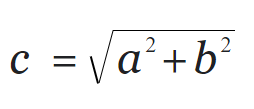 c = √a²+b²